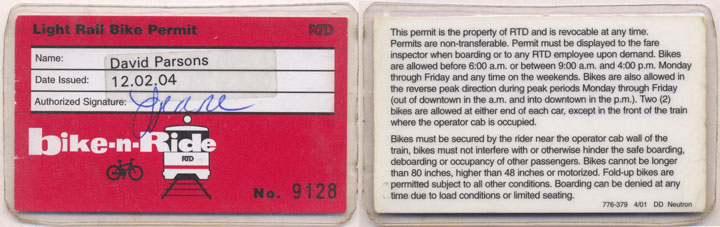 Light Rail Bike Permit RTD
Name: David Parsons
Date Issued: 12.02.04
Authorized Signature:
bike-n-Ride
RTD
No. 9128
This permit is the property of RTD and is revocable at any time.
Permits are non-transferable. Permit must be displayed to the fare
inspector when boarding or to any RTD employee upon demand. Bikes
are allowed before 6:00 a.m. or between 9:00 a.m. and 4:00 p.m. Monday
through Friday and any time on the weekends. Bikes are also allowed in
the reverse peak direction during peak periods Monday through Friday
(out of downtown in the a.m. and into downtown in the p.m.). Two (2)
bikes are allowed at either end of each car, except in the front of the train
where the operator cab is occupied.
Bikes must be secured by the rider near the operator cab wall of the
train, bikes must not interfere with or otherwise hinder the safe boarding,
deboarding or occupancy of other passengers. Bikes cannot be longer
than 80 inches, higher than 48 inches or motorized. Fold-up bikes are
permitted subject to all other conditions. Boarding can be denied at any
time due to load conditions or limited seating.
776-379 4/01 DD Neutron